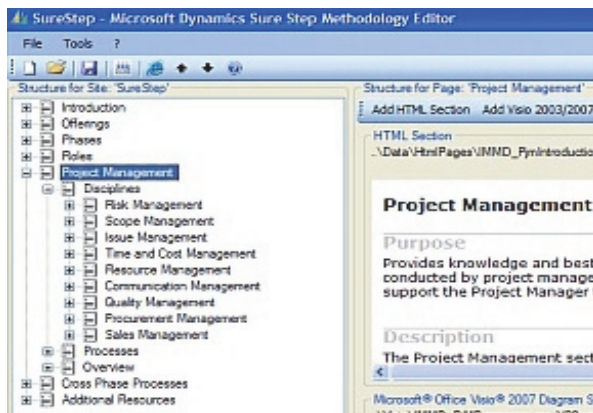 SureStep - Microsoft Dynamics Sure Step Methodology Editor
File Tools ?
Structure for Site: 'SureStep'
Introduction
Offerings
Phases
Roles
Project Management
Disciplines
Risk Management
Scope Management
Issue Management
Time and Cost Management
Resource Management
Communication Management
Quality Management
Procurement Management
Sales Management
Processes
Overview
Cross Phase Processes
Additional Resources
Structure for Page: 'Project Management'
Add HTML Section Add Visio 2003/2007
HTML Section
Project Management
Purpose
Provides knowledge and best
conducted by project manage
support the Project Manager
Description
The Project Management sect
Microsoft® Office Visio® 2007 Diagram S